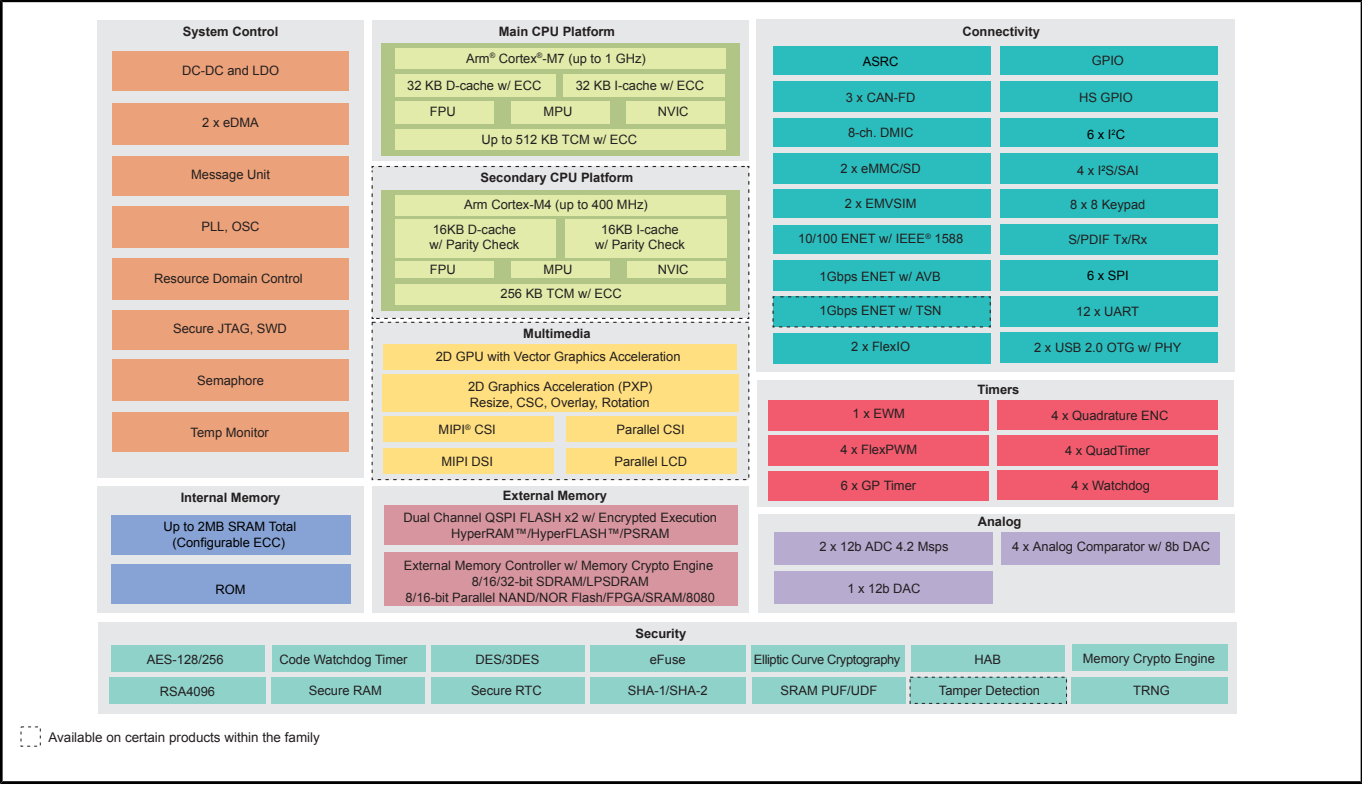 System Control
DC-DC and LDO
2 x eDMA
Message Unit
PLL, OSC
Resource Domain Control
Secure JTAG, SWD
Semaphore
Temp Monitor
Internal Memory
Up to 2MB SRAM Total
(Configurable ECC)
ROM
Main CPU Platform
Arm® Cortex®-M7 (up to 1 GHz)
32 KB D-cache w/ ECC
32 KB I-cache w/ ECC
FPU
MPU
NVIC
Up to 512 KB TCM w/ ECC
Secondary CPU Platform
Arm Cortex-M4 (up to 400 MHz)
16KB D-cache
w/ Parity Check
16KB I-cache
w/ Parity Check
FPU
MPU
NVIC
256 KB TCM w/ ECC
Multimedia
2D GPU with Vector Graphics Acceleration
2D Graphics Acceleration (PXP)
Resize, CSC, Overlay, Rotation
MIPI® CSI
Parallel CSI
MIPI DSI
Parallel LCD
External Memory
Dual Channel QSPI FLASH x2 w/ Encrypted Execution
HyperRAM™/HyperFLASH™/PSRAM
External Memory Controller w/ Memory Crypto Engine
8/16/32-bit SDRAM/LPSDRAM
8/16-bit Parallel NAND/NOR Flash/FPGA/SRAM/8080
Connectivity
ASRC
GPIO
3 x CAN-FD
HS GPIO
8-ch. DMIC
6 x I²C
2 x eMMC/SD
4 x I²S/SAI
2 x EMVSIM
8 x 8 Keypad
10/100 ENET w/ IEEE® 1588
S/PDIF Tx/Rx
1Gbps ENET w/ AVB
6 x SPI
1Gbps ENET w/ TSN
12 x UART
2 x FlexIO
2 x USB 2.0 OTG w/ PHY
Timers
1 x EWM
4 x Quadrature ENC
4 x FlexPWM
4 x QuadTimer
6 x GP Timer
4 x Watchdog
Analog
2 x 12b ADC 4.2 Msps
4 x Analog Comparator w/ 8b DAC
1 x 12b DAC
Security
AES-128/256
Code Watchdog Timer
DES/3DES
eFuse
Elliptic Curve Cryptography
HAB
Memory Crypto Engine
RSA4096
Secure RAM
Secure RTC
SHA-1/SHA-2
SRAM PUF/UDF
Tamper Detection
TRNG
Available on certain products within the family